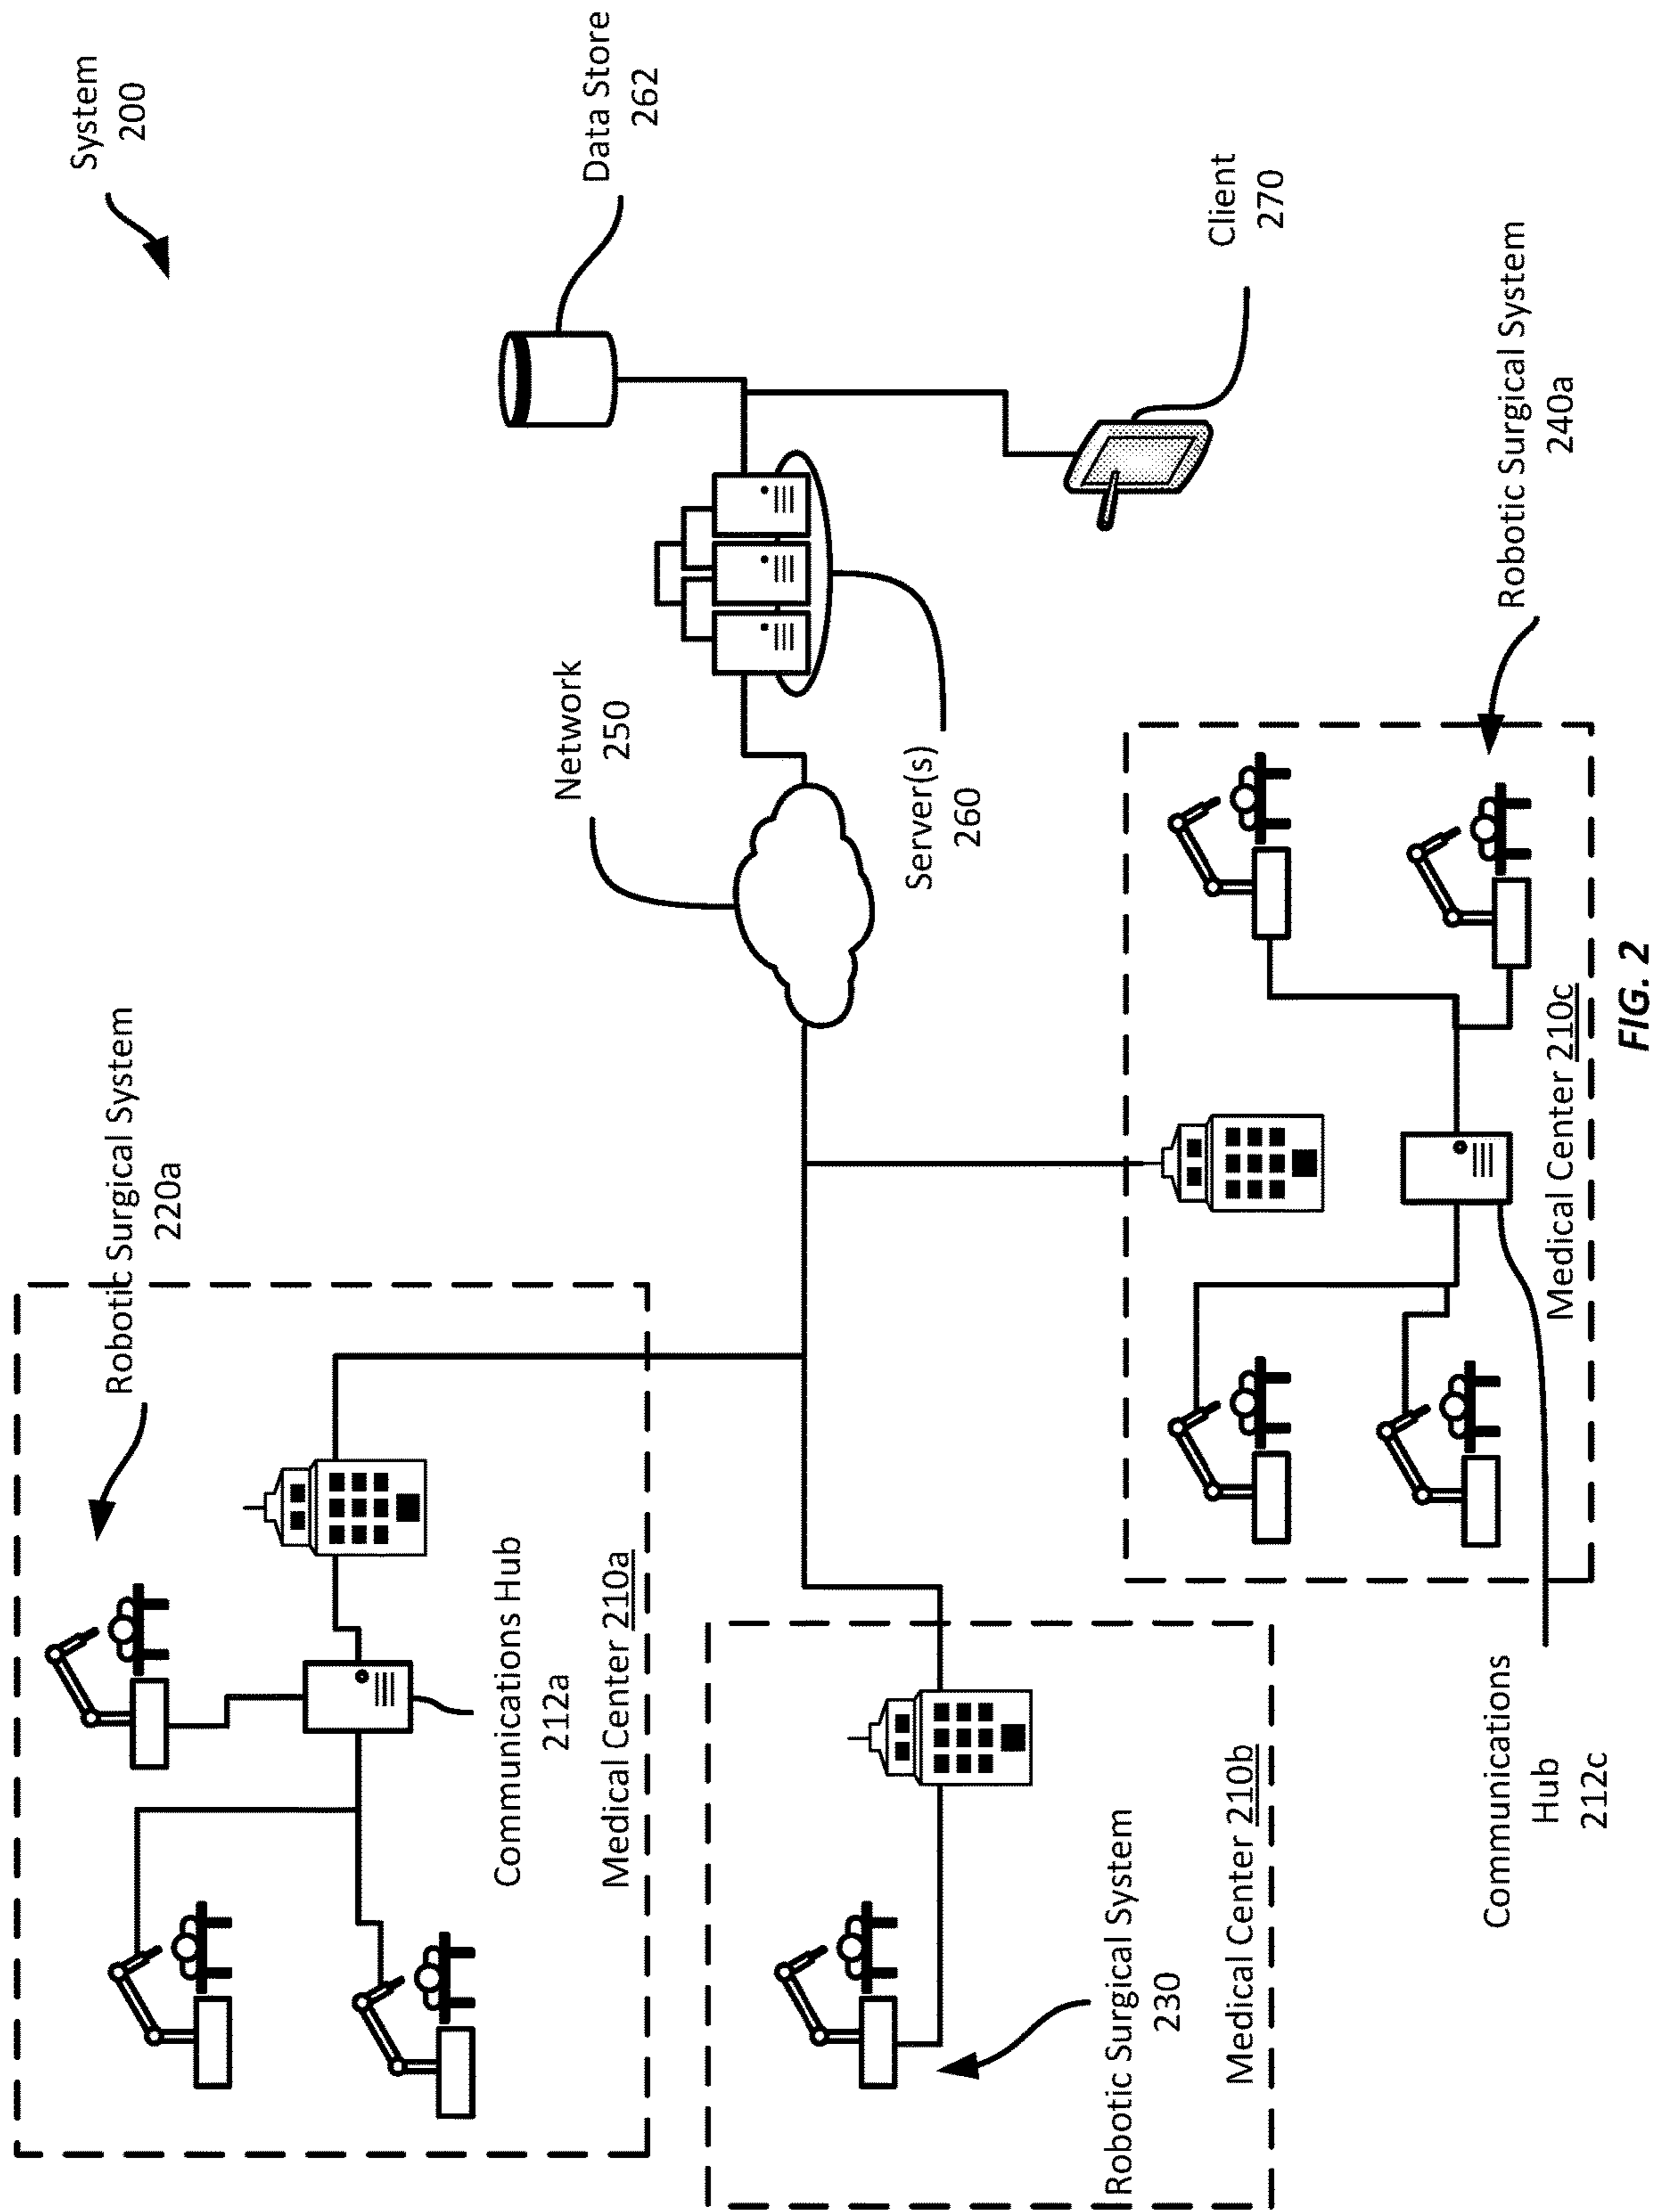 System
200
Data Store
262
Client
270
Network
250
Server(s)
260
Robotic Surgical System
220a
Communications Hub
212a
Medical Center 210a
Robotic Surgical System
230
Medical Center 210b
Robotic Surgical System
240a
Medical Center 210c
Communications
Hub
212c
FIG. 2